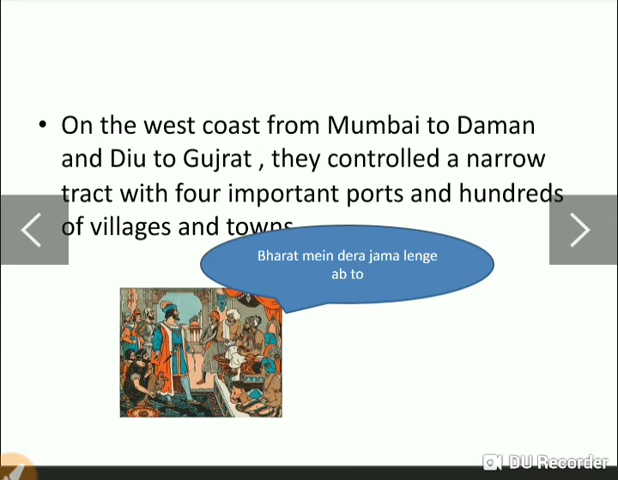 • On the west coast from Mumbai to Daman
and Diu to Gujrat , they controlled a narrow
tract with four important ports and hundreds
of villages and towns
Bharat mein dera jama lenge
ab to
DU Recorder